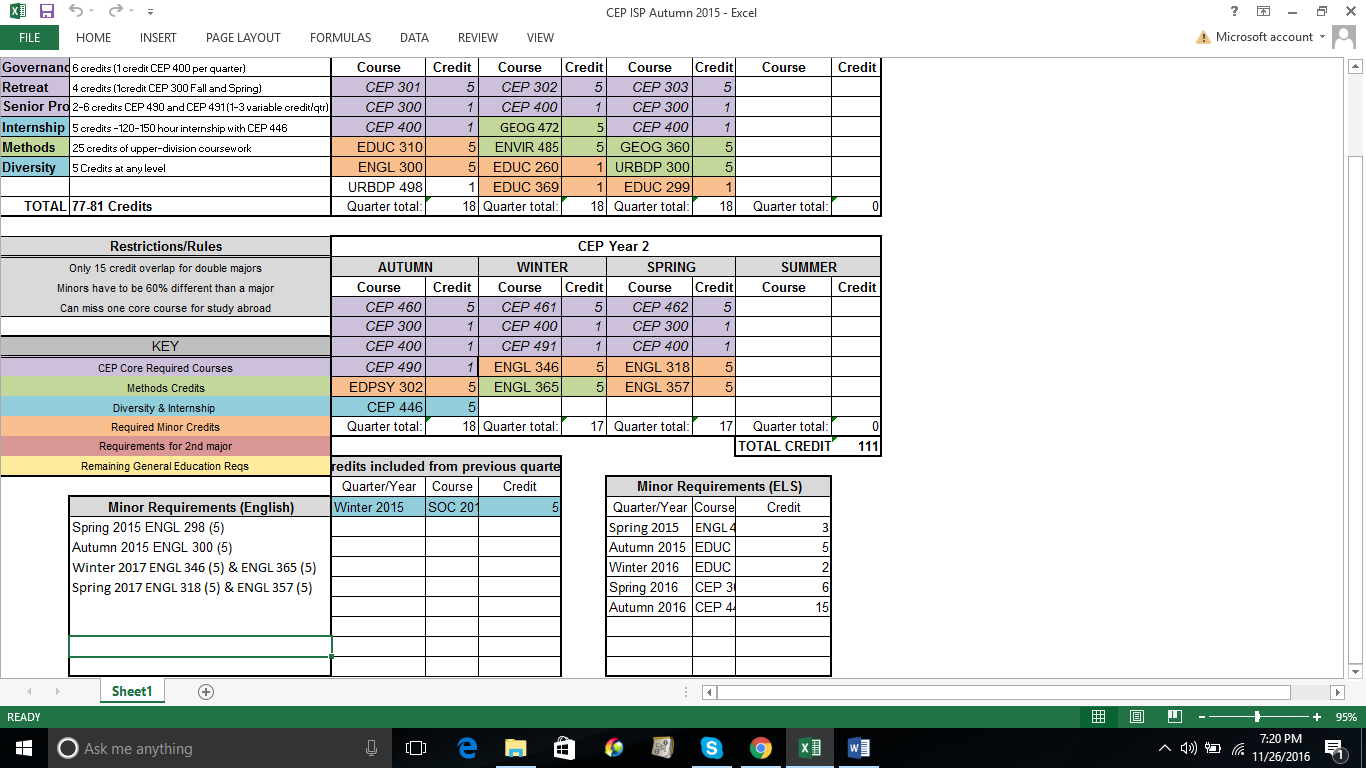 CEP ISP Autumn 2015 - Excel
FILE HOME INSERT PAGE LAYOUT FORMULAS DATA REVIEW VIEW Microsoft account
Governanc 6 credits (1 credit CEP 400 per quarter) Course Credit Course Credit Course Credit Course Credit
Retreat 4 credits (1credit CEP 300 Fall and Spring) CEP 301 5 CEP 302 5 CEP 303 5
Senior Pro 2-6 credits CEP 490 and CEP 491 (1-3 variable credit/qtr) CEP 300 1 CEP 400 1 CEP 300 1
Internship 5 credits -120-150 hour internship with CEP 446 CEP 400 1 GEOG 472 5 CEP 400 1
Methods 25 credits of upper-division coursework EDUC 310 5 ENVIR 485 5 GEOG 360 5
Diversity 5 Credits at any level ENGL 300 5 EDUC 260 1 URBDP 300 5
URBDP 498 1 EDUC 369 1 EDUC 299 1
TOTAL 77-81 Credits Quarter total: 18 Quarter total: 18 Quarter total: 18 Quarter total: 0
Restrictions/Rules CEP Year 2
Only 15 credit overlap for double majors AUTUMN WINTER SPRING SUMMER
Minors have to be 60% different than a major Course Credit Course Credit Course Credit Course Credit
Can miss one core course for study abroad CEP 460 5 CEP 461 5 CEP 462 5
CEP 300 1 CEP 400 1 CEP 300 1
KEY CEP 400 1 CEP 491 1 CEP 400 1
CEP Core Required Courses CEP 490 1 ENGL 346 5 ENGL 318 5
Methods Credits EDPSY 302 5 ENGL 365 5 ENGL 357 5
Diversity & Internship CEP 446 5
Required Minor Credits Quarter total: 18 Quarter total: 17 Quarter total: 17 Quarter total: 0
Requirements for 2nd major TOTAL CREDIT 111
Remaining General Education Reqs redits included from previous quarte
Quarter/Year Course Credit Minor Requirements (ELS)
Minor Requirements (English) Winter 2015 SOC 201 5 Quarter/Year Course Credit
Spring 2015 ENGL 298 (5) Spring 2015 ENGL 4 3
Autumn 2015 ENGL 300 (5) Autumn 2015 EDUC 5
Winter 2017 ENGL 346 (5) & ENGL 365 (5) Winter 2016 EDUC 2
Spring 2017 ENGL 318 (5) & ENGL 357 (5) Spring 2016 CEP 30 6
Autumn 2016 CEP 44 15
Sheet1
READY 95%
Ask me anything 7:20 PM
11/26/2016 1